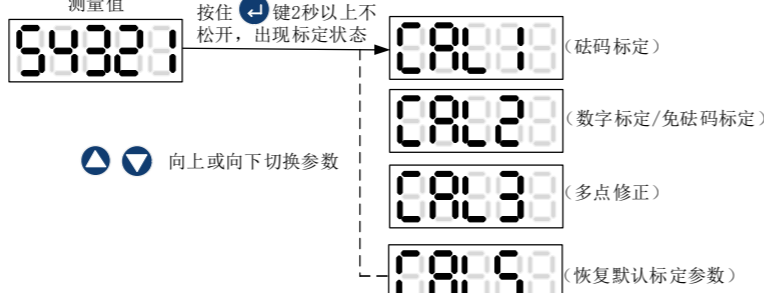 测量值
按住 键2秒以上不
松开，出现标定状态
54321
CAL1
（砝码标定）
CAL2
（数字标定/免砝码标定）
向上或向下切换参数
CAL3
（多点修正）
CAL5
（恢复默认标定参数）